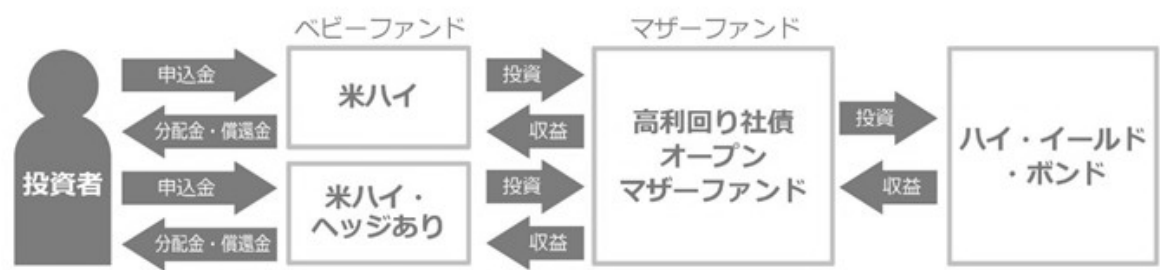 ベビーファンド
マザーファンド
投資者
申込金
分配金・償還金
申込金
分配金・償還金
米ハイ
米ハイ・
ヘッジあり
投資
収益
投資
収益
高利回り社債
オープン
マザーファンド
投資
収益
ハイ・イールド
・ボンド